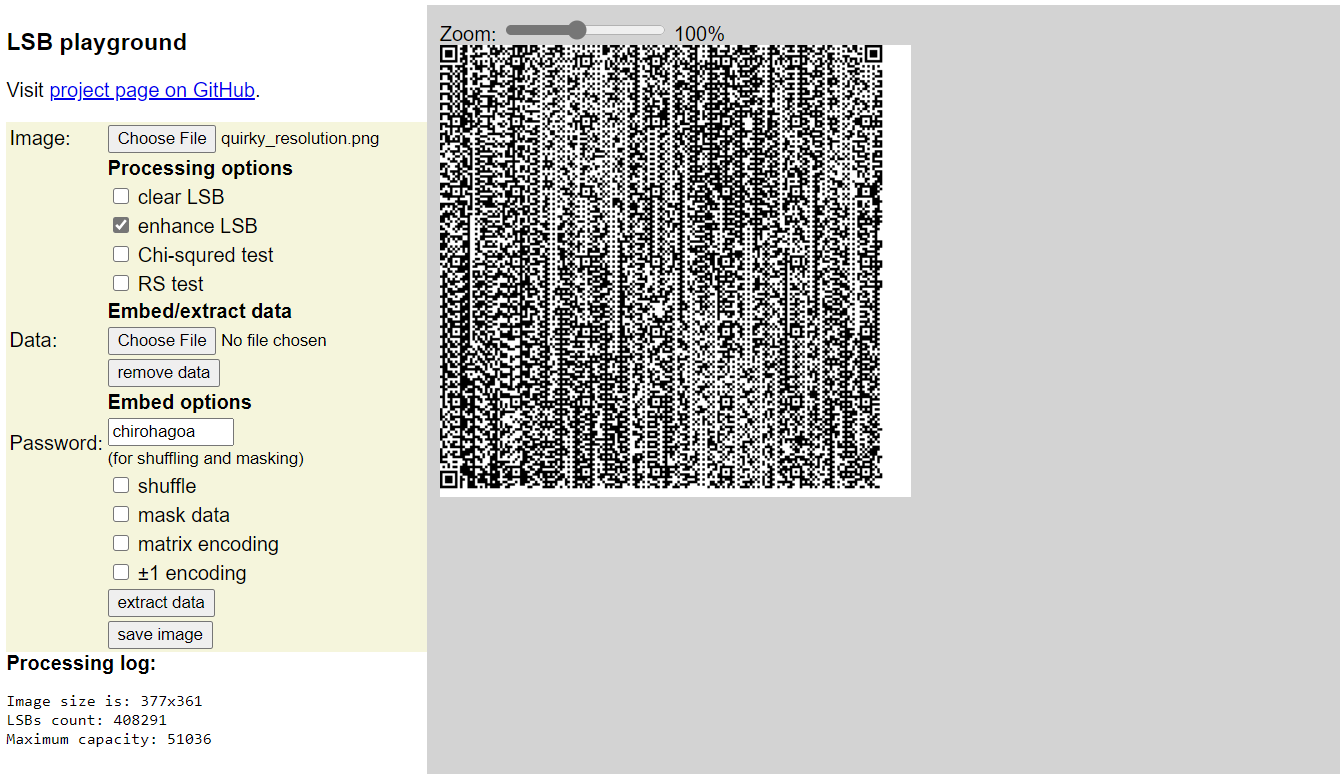 LSB playground
Visit project page on GitHub.
Image: Choose File quirky_resolution.png
Processing options
clear LSB
enhance LSB
Chi-squred test
RS test
Embed/extract data
Data: Choose File No file chosen
remove data
Embed options
Password: chirohagoa
(for shuffling and masking)
shuffle
mask data
matrix encoding
±1 encoding
extract data
save image
Processing log:
Image size is: 377x361
LSBs count: 408291
Maximum capacity: 51036
Zoom: 100%